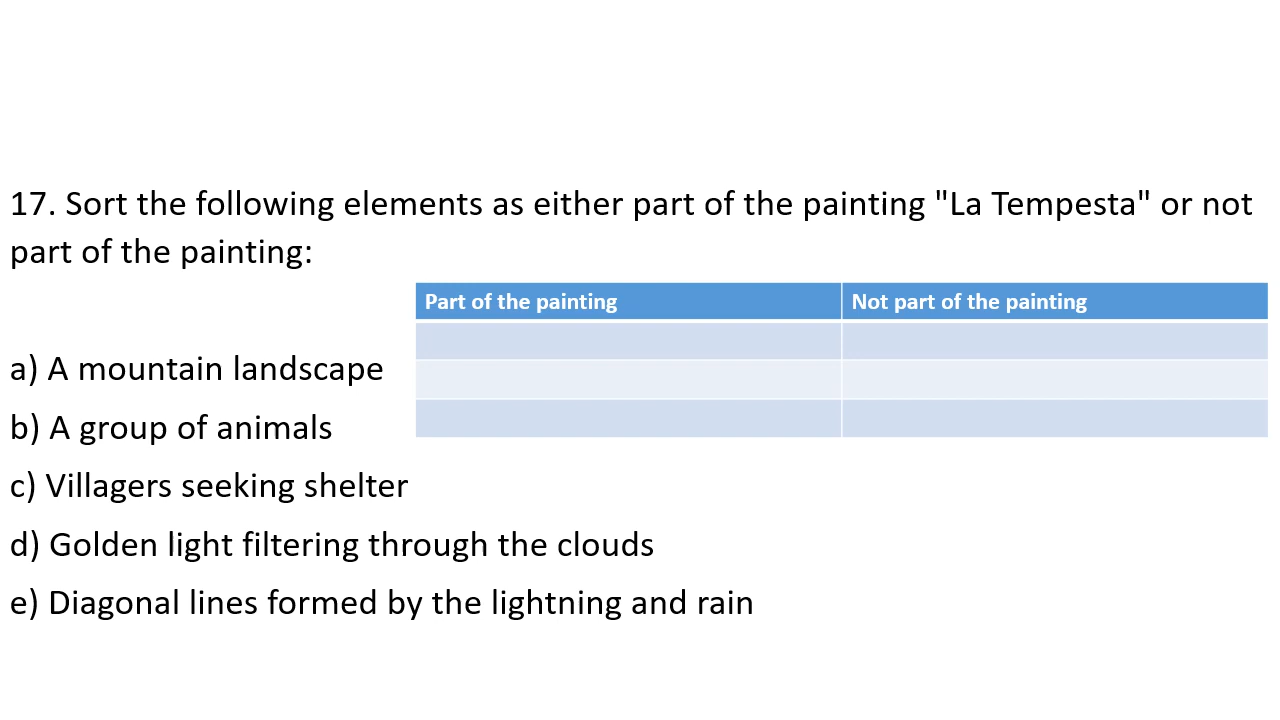 17. Sort the following elements as either part of the painting "La Tempesta" or not
part of the painting:
Part of the painting Not part of the painting
a) A mountain landscape
b) A group of animals
c) Villagers seeking shelter
d) Golden light filtering through the clouds
e) Diagonal lines formed by the lightning and rain